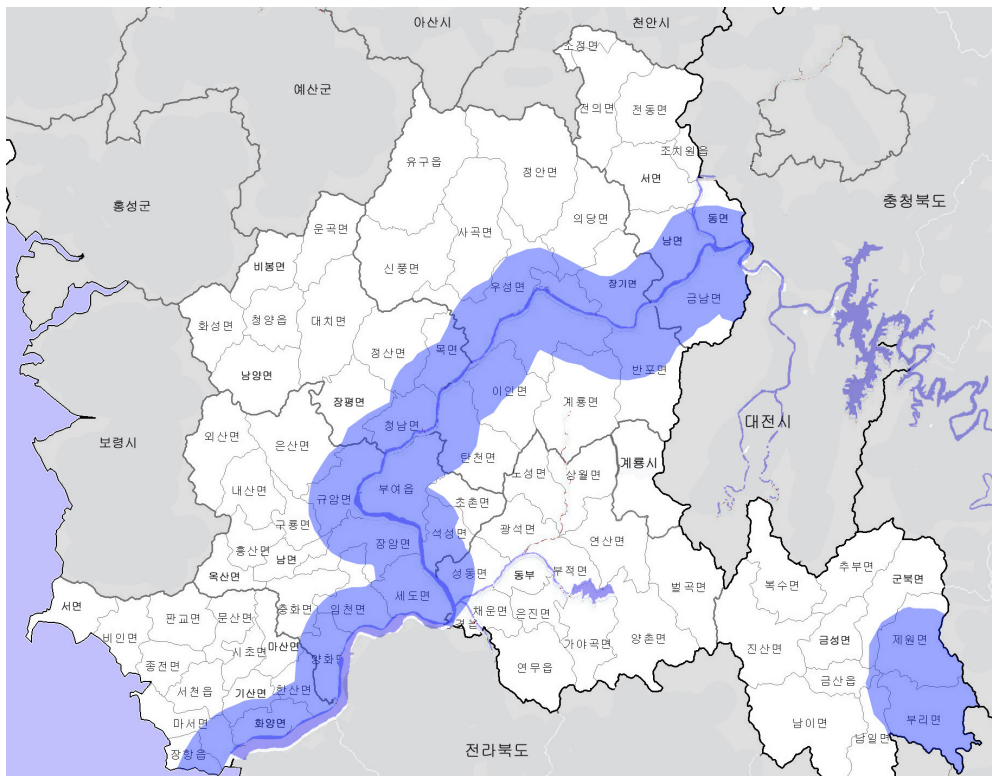 아산시
천안시
소정면
예산군
전의면
전동면
조치원읍
유구읍
정안면
서면
충청북도
홍성군
운곡면
사곡면
의당면
동면
남면
비봉면
신풍면
우성면
장기면
금남면
화성면
청양읍
대치면
정산면
목면
이인면
반포면
남양면
장평면
계룡면
청남면
대전시
보령시
외산면
은산면
탄천면
노성면
상월면
계룡시
내산면
규암면
부여읍
초촌면
구룡면
석성면
광석면
연산면
홍산면
남면
장암면
옥산면
성동면
동부
부적면
벌곡면
복수면
추부면
군북면
서면
판교면
문산면
충화면
임천면
세도면
채운면
은진면
비인면
시초면
마산면
가야곡면
양촌면
진산면
금성면
제원면
종전면
양화면
연무읍
서천읍
기산면
한산면
금산읍
마서면
화양면
남이면
부리면
장항읍
전라북도
남일면